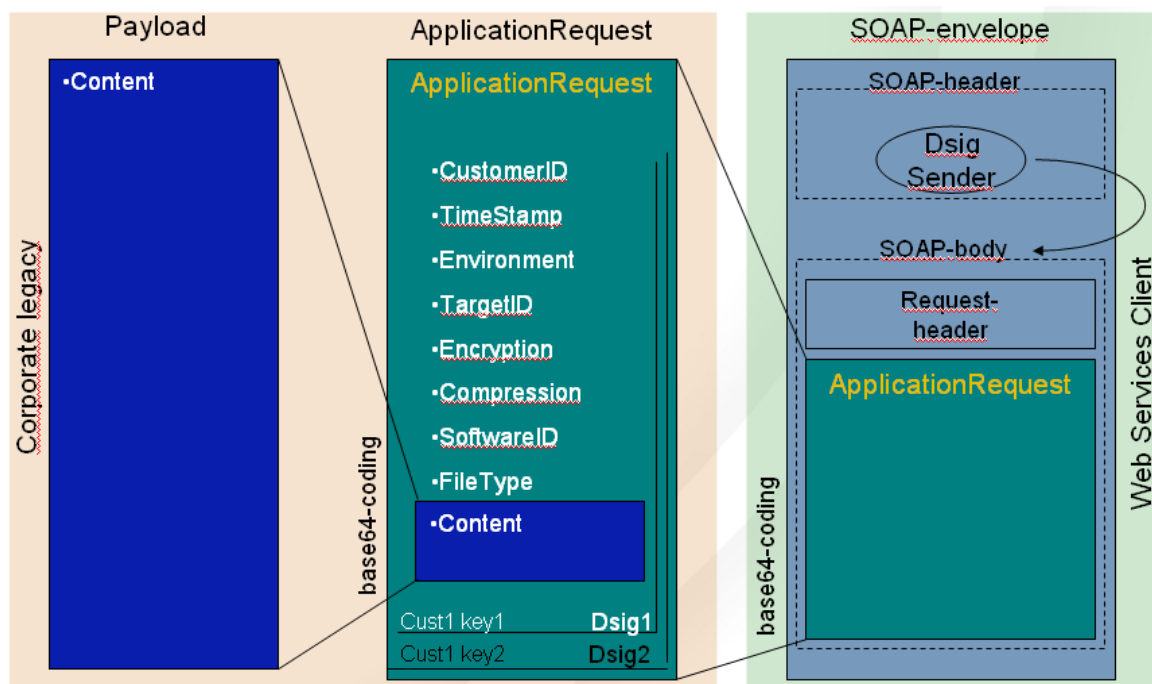 Payload
•Content
Corporate legacy
ApplicationRequest
ApplicationRequest
•CustomerID
•TimeStamp
•Environment
•TargetID
•Encryption
•Compression
•SoftwareID
•FileType
•Content
base64-coding
Cust1 key1 Dsig1
Cust1 key2 Dsig2
SOAP-envelope
SOAP-header
Dsig
Sender
SOAP-body
Request-
header
ApplicationRequest
base64-coding
Web Services Client